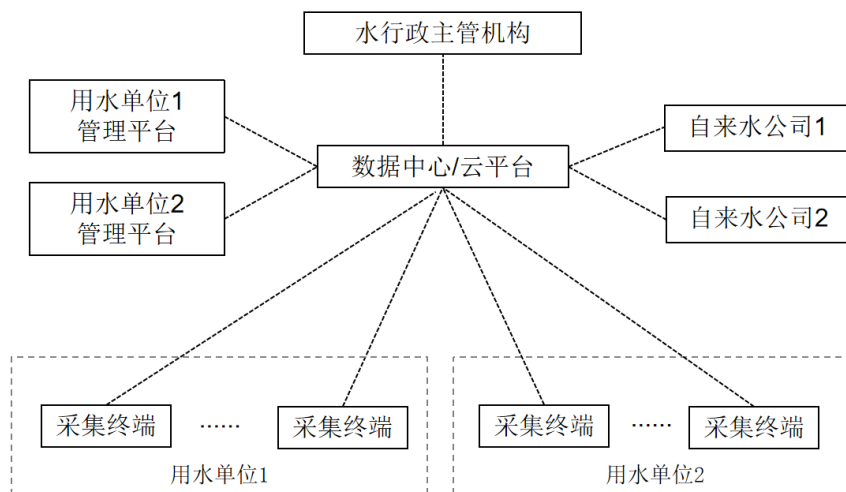 水行政主管机构
用水单位1
管理平台
自来水公司1
数据中心/云平台
用水单位2
管理平台
自来水公司2
采集终端 ...... 采集终端
采集终端 ...... 采集终端
用水单位1
用水单位2